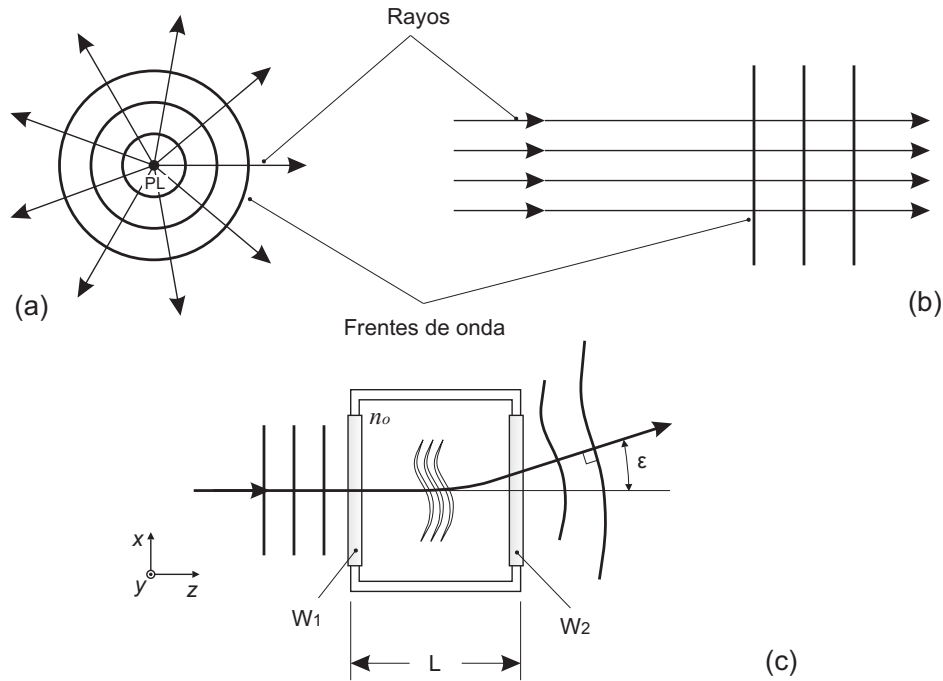 Rayos
PL
(a)
(b)
Frentes de onda
no
ε
x
y
z
W1
W2
L
(c)